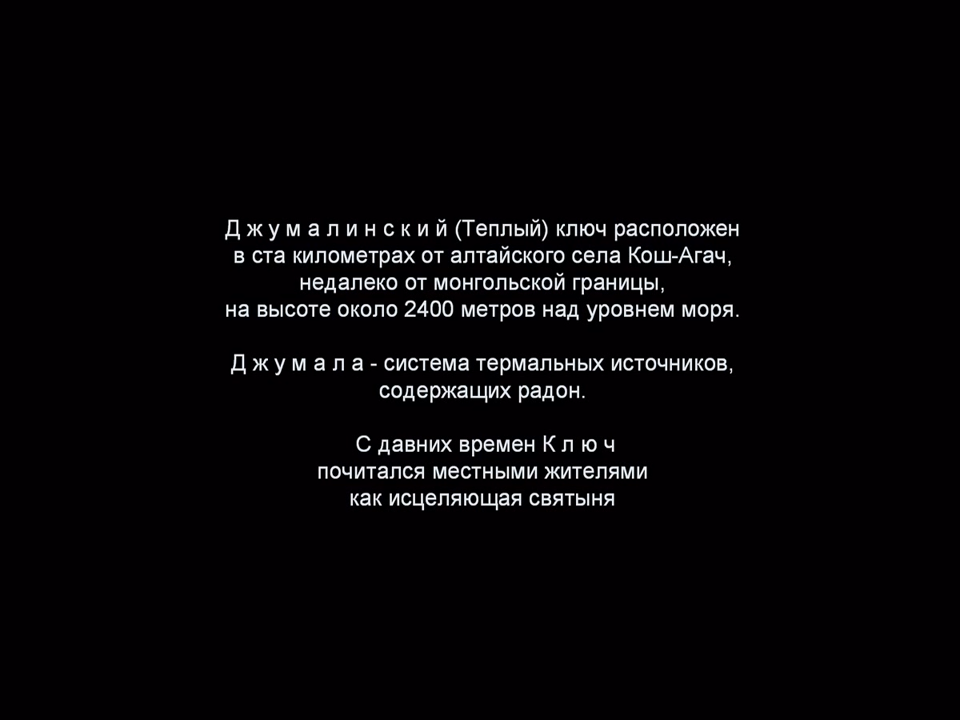 Д ж у м а л и н с к и й (Теплый) ключ расположен
в ста километрах от алтайского села Кош-Агач,
недалеко от монгольской границы,
на высоте около 2400 метров над уровнем моря.
Д ж у м а л а - система термальных источников,
содержащих радон.
С давних времен К л ю ч
почитался местными жителями
как исцеляющая святыня